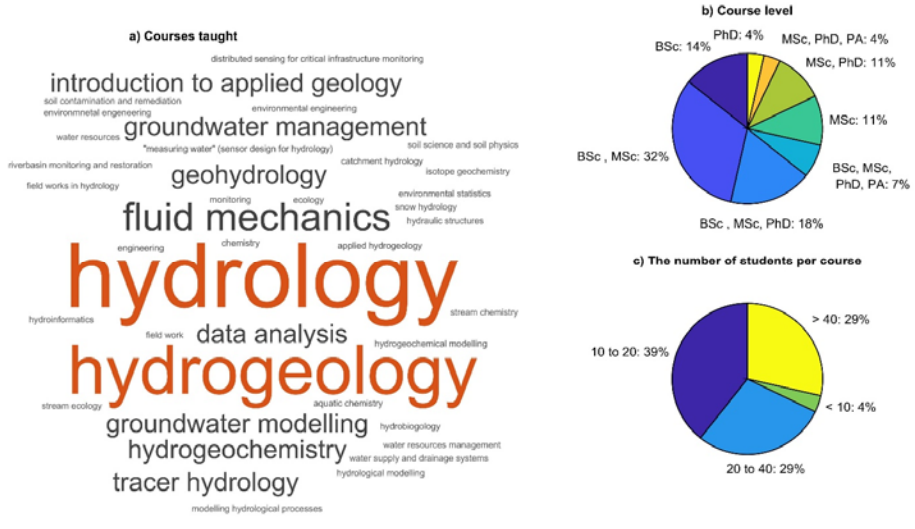 a) Courses taught
distributed sensing for critical infrastructure monitoring
introduction to applied geology
soil contamination and remediation
environmental engineering
environmnetal engeneering
groundwater management
water resources
"measuring water" (sensor design for hydrology)
soil science and soil physics
riverbasin monitoring and restoration
catchment hydrology
geohydrology
isotope geochemistry
field works in hydrology
environmental statistics
monitoring
ecology
snow hydrology
fluid mechanics
hydraulic structures
engineering
chemistry
applied hydrogeology
hydrology
stream chemistry
hydroinformatics
field work
data analysis
hydrogeochemical modelling
hydrogeology
stream ecology
aquatic chemistry
groundwater modelling
hydrobiogology
hydrogeochemistry
water resources management
water supply and drainage systems
tracer hydrology
hydrological modelling
modelling hydrological processes
b) Course level
PhD: 4%
MSc, PhD, PA: 4%
BSc: 14%
MSc, PhD: 11%
MSc: 11%
BSc , MSc: 32%
BSc, MSc,
PhD, PA: 7%
BSc , MSc, PhD: 18%
c) The number of students per course
> 40: 29%
10 to 20: 39%
< 10: 4%
20 to 40: 29%